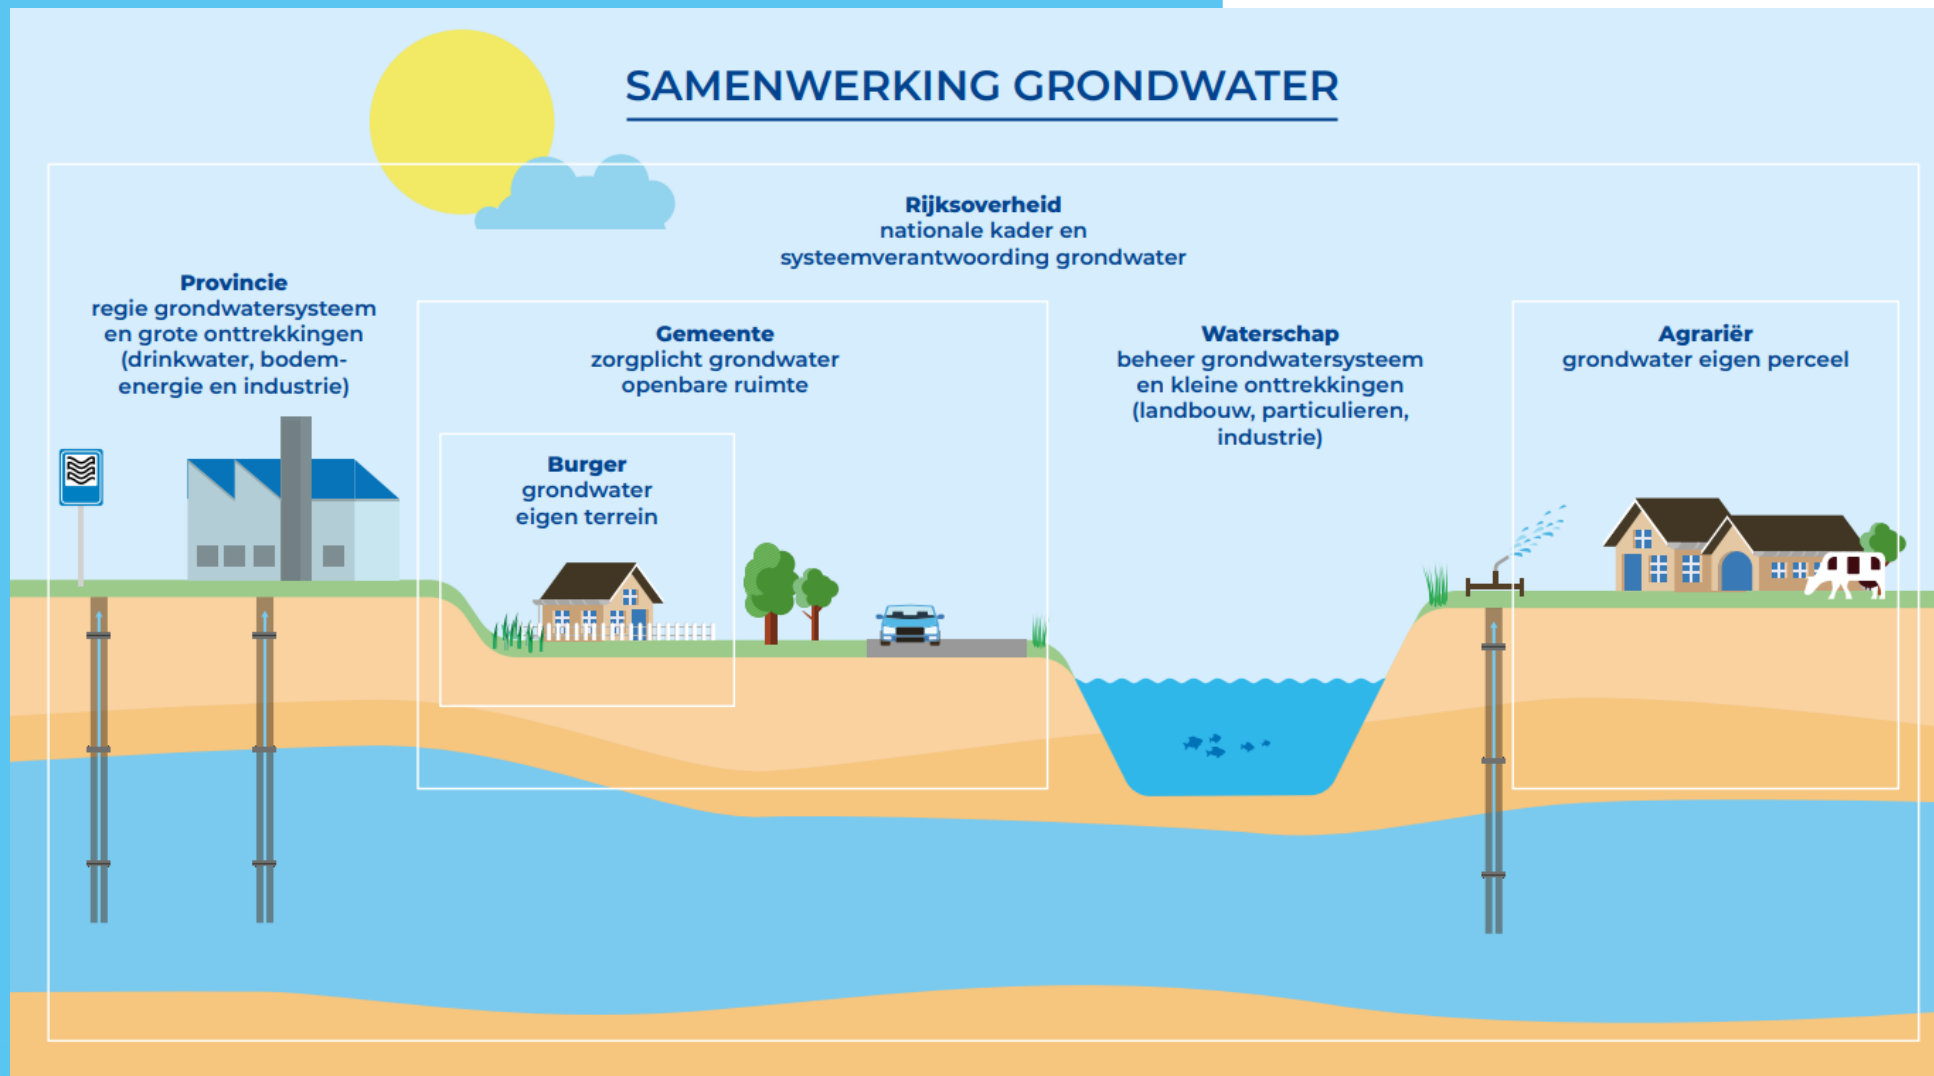 SAMENWERKING GRONDWATER
Rijksoverheid
nationale kader en
systeemverantwoording grondwater
Provincie
regie grondwatersysteem
en grote onttrekkingen
(drinkwater, bodem-
energie en industrie)
Gemeente
zorgplicht grondwater
openbare ruimte
Burger
grondwater
eigen terrein
Waterschap
beheer grondwatersysteem
en kleine onttrekkingen
(landbouw, particulieren,
industrie)
Agrariër
grondwater eigen perceel